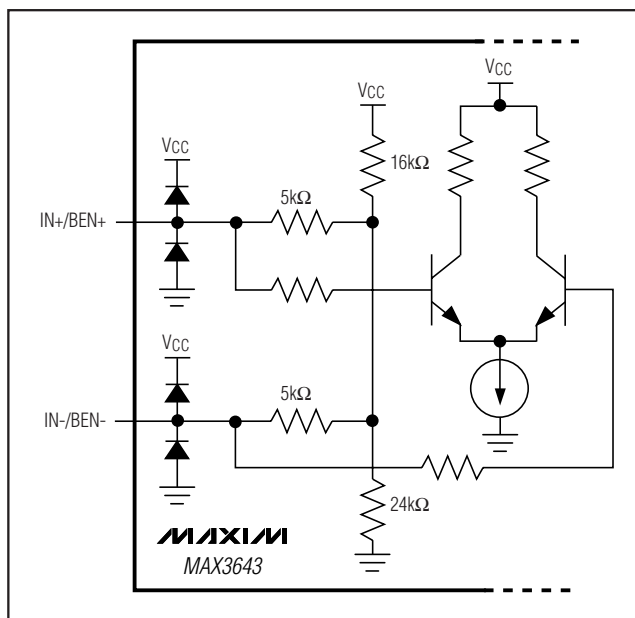 VCC
VCC
VCC
16kΩ
5kΩ
IN+/BEN+
VCC
5kΩ
IN-/BEN-
24kΩ
MAXIM
MAX3643